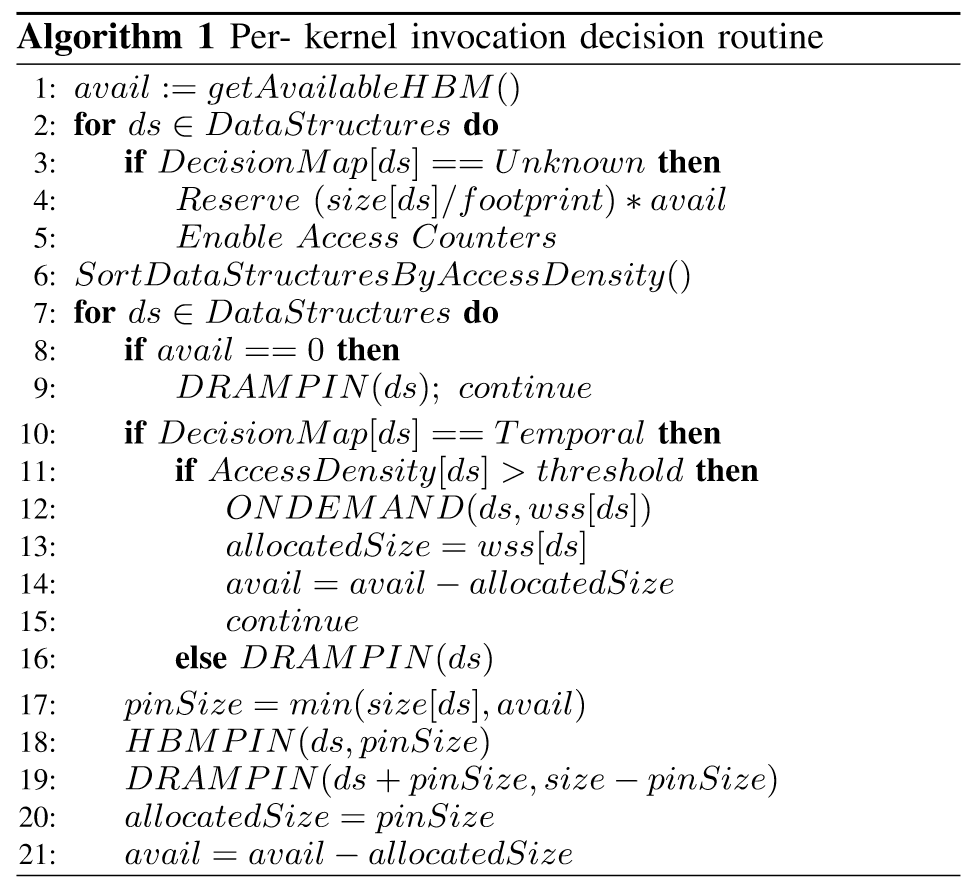 Algorithm 1 Per- kernel invocation decision routine
1: avail := getAvailableHBM()
2: for ds ∈ DataStructures do
3: if DecisionMap[ds] == Unknown then
4: Reserve (size[ds]/footprint) ∗ avail
5: Enable Access Counters
6: SortDataStructuresByAccessDensity()
7: for ds ∈ DataStructures do
8: if avail == 0 then
9: DRAMPIN(ds); continue
10: if DecisionMap[ds] == Temporal then
11: if AccessDensity[ds] > threshold then
12: ONDEMAND(ds, wss[ds])
13: allocatedSize = wss[ds]
14: avail = avail − allocatedSize
15: continue
16: else DRAMPIN(ds)
17: pinSize = min(size[ds], avail)
18: HBMPIN(ds, pinSize)
19: DRAMPIN(ds + pinSize, size − pinSize)
20: allocatedSize = pinSize
21: avail = avail − allocatedSize